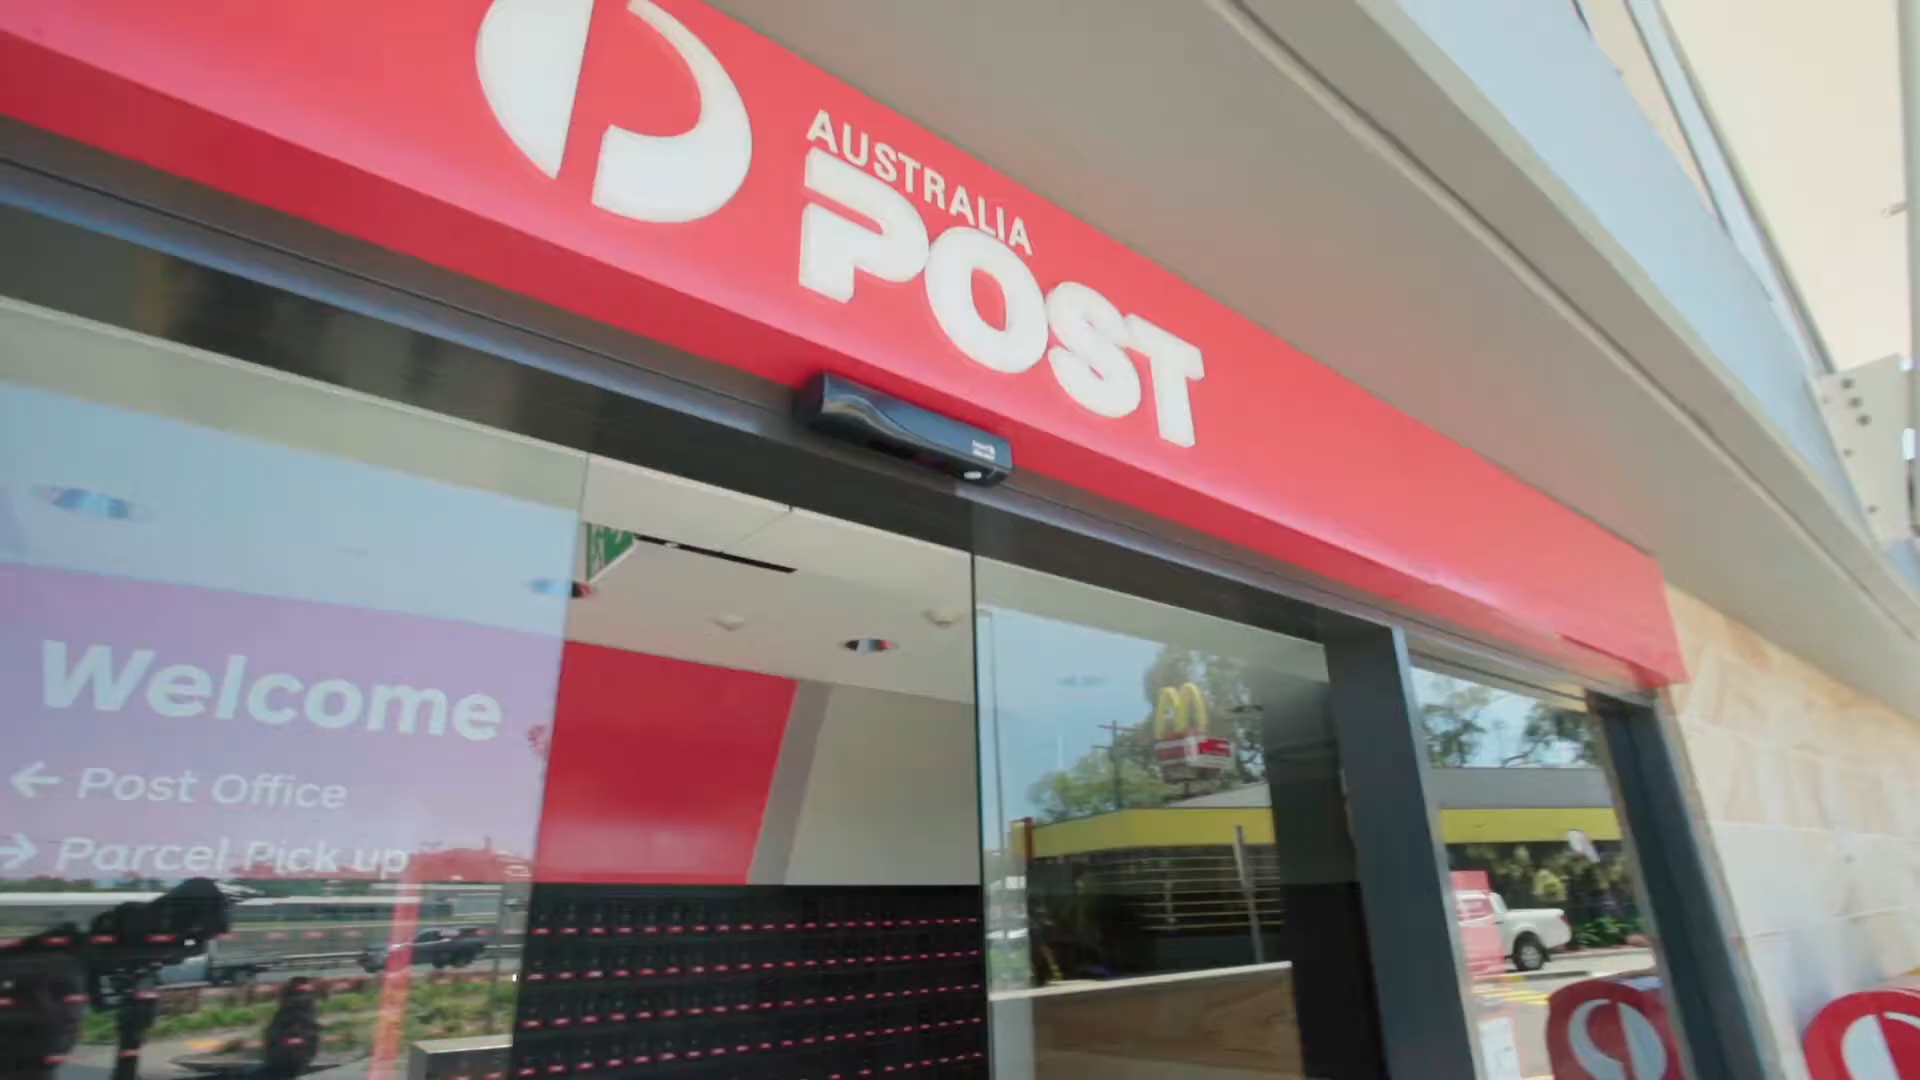 AUSTRALIA
POST
Welcome
← Post Office
→ Parcel Pick up